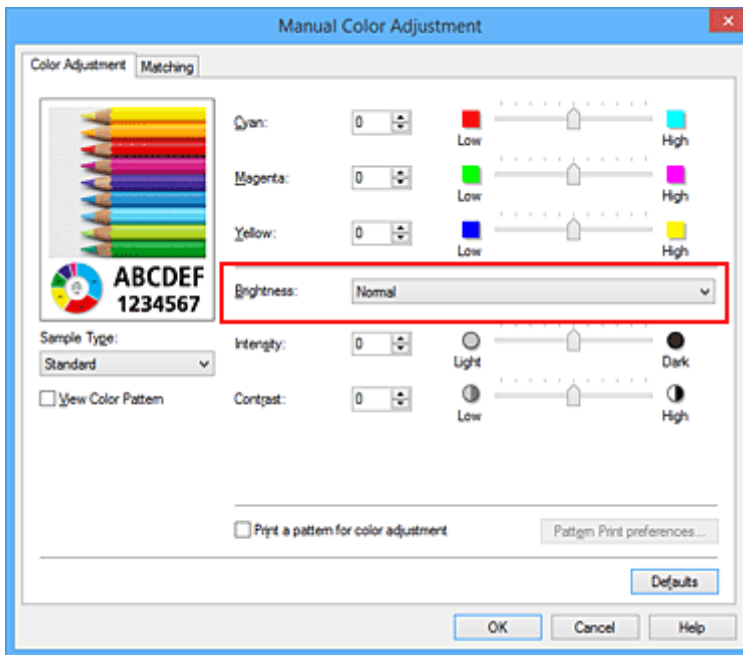 Manual Color Adjustment
Color Adjustment Matching
Cyan: 0 Low High
Magenta: 0 Low High
Yellow: 0 Low High
ABCDEF
1234567
Brightness: Normal
Sample Type:
Standard
View Color Pattern
Intensity: 0 Light Dark
Contrast: 0 Low High
Print a pattern for color adjustment Pattern Print preferences...
Defaults
OK Cancel Help